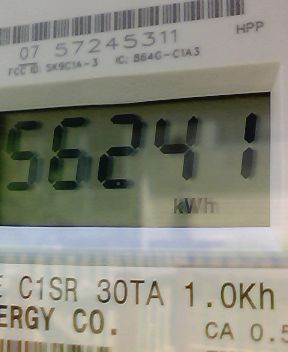 HPP
07 57245311
FCC ID: SK9C1A-3 IC: 864G-C1A3
56241
kWh
E C1SR 30TA 1.0Kh
ERGY CO.
CA 0.5